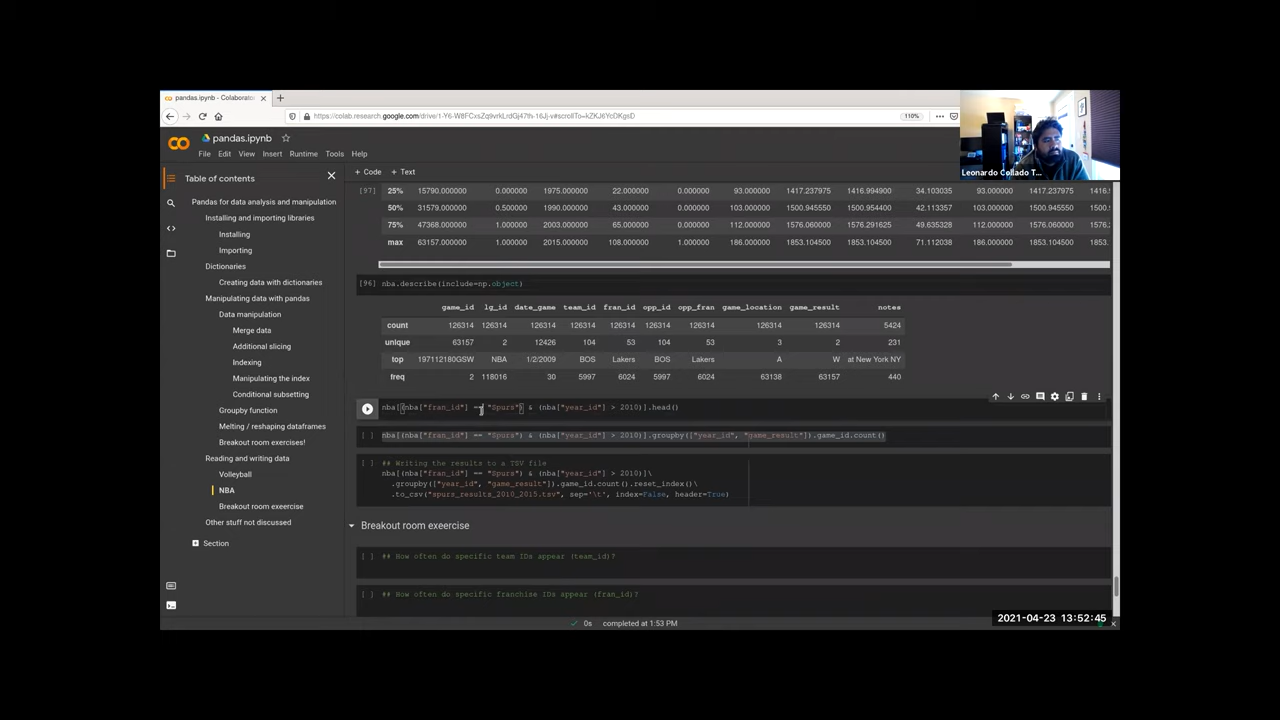 pandas.ipynb - Colaborato
https://colab.research.google.com/drive/
110%
Leonardo Collado T...
pandas.ipynb
File Edit View Insert Runtime Tools Help
Table of contents
+ Code + Text
Pandas for data analysis and manipulation
Installing and importing libraries
Installing
Importing
Dictionaries
Creating data with dictionaries
Manipulating data with pandas
Data manipulation
Merge data
Additional slicing
Indexing
Manipulating the index
Conditional subsetting
Groupby function
Melting / reshaping dataframes
Breakout room exercises!
Reading and writing data
Volleyball
NBA
Breakout room exeercise
Other stuff not discussed
Section
[97] 25% 15790.000000 0.000000 1975.000000 22.000000 0.000000 93.000000 1417.237975 1416.994900 34.103035 93.000000 1417.237975 1416.
50% 31579.000000 0.500000 1990.000000 43.000000 0.000000 103.000000 1500.945550 1500.954400 42.113357 103.000000 1500.945550 1500.
75% 47368.000000 1.000000 2003.000000 65.000000 0.000000 112.000000 1576.060000 1576.291625 49.635328 112.000000 1576.060000 1576.
max 63157.000000 1.000000 2015.000000 108.000000 1.000000 186.000000 1853.104500 1853.104500 71.112038 186.000000 1853.104500 1853.
[96] nba.describe(include=np.object)
game_id lg_id date_game team_id fran_id opp_id opp_fran game_location game_result notes
count 126314 126314 126314 126314 126314 126314 126314 126314 126314 5424
unique 63157 2 12426 104 53 104 53 3 2 231
top 197112180GSW NBA 1/2/2009 BOS Lakers BOS Lakers A W at New York NY
freq 2 118016 30 5997 6024 5997 6024 63138 63157 440
nba[(nba["fran_id"] == "Spurs") & (nba["year_id"] > 2010)].head()
[ ] nba[(nba["fran_id"] == "Spurs") & (nba["year_id"] > 2010)].groupby(["year_id", "game_result"]).game_id.count()
[ ] ## Writing the results to a TSV file
nba[(nba["fran_id"] == "Spurs") & (nba["year_id"] > 2010)]\
.groupby(["year_id", "game_result"]).game_id.count().reset_index()\
.to_csv("spurs_results_2010_2015.tsv", sep='\t', index=False, header=True)
Breakout room exeercise
[ ] ## How often do specific team IDs appear (team_id)?
[ ] ## How often do specific franchise IDs appear (fran_id)?
0s completed at 1:53 PM
2021-04-23 13:52:45